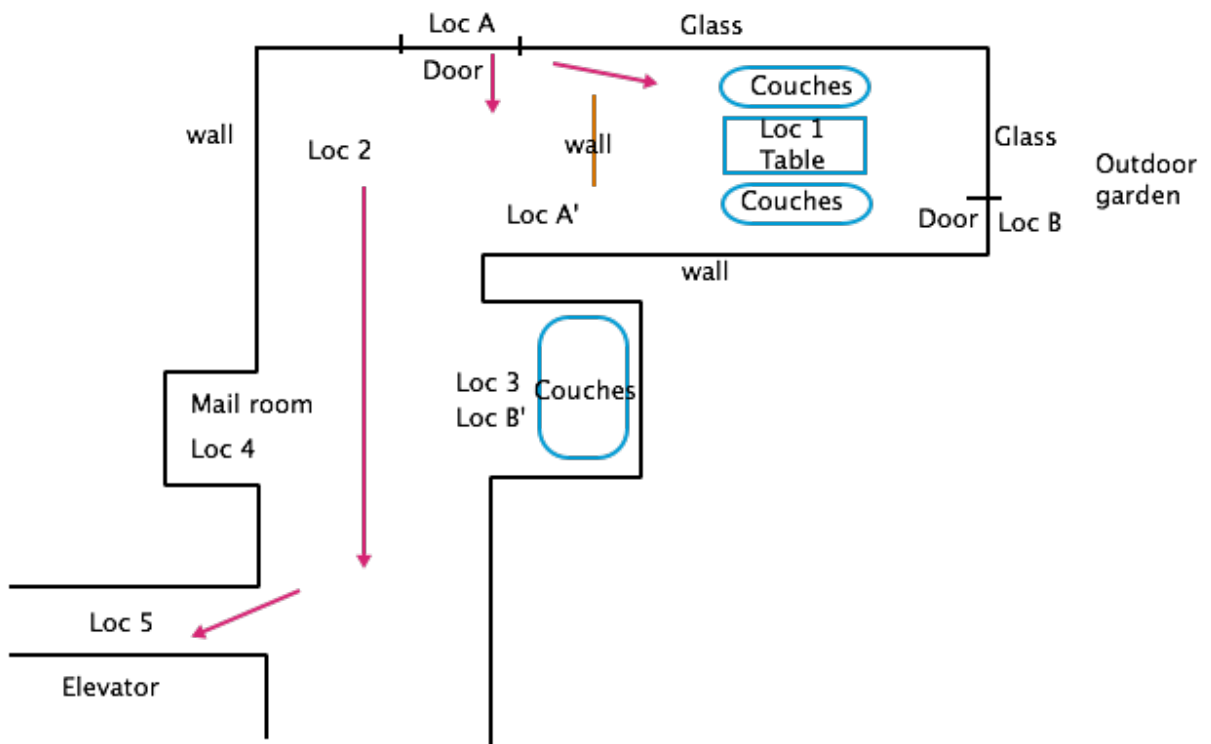 Loc A
Glass
Door
Couches
wall
Loc 1
Table
Glass
Loc 2
wall
Outdoor
garden
Couches
Loc A'
Door
Loc B
wall
Loc 3
Couches
Loc B'
Mail room
Loc 4
Loc 5
Elevator